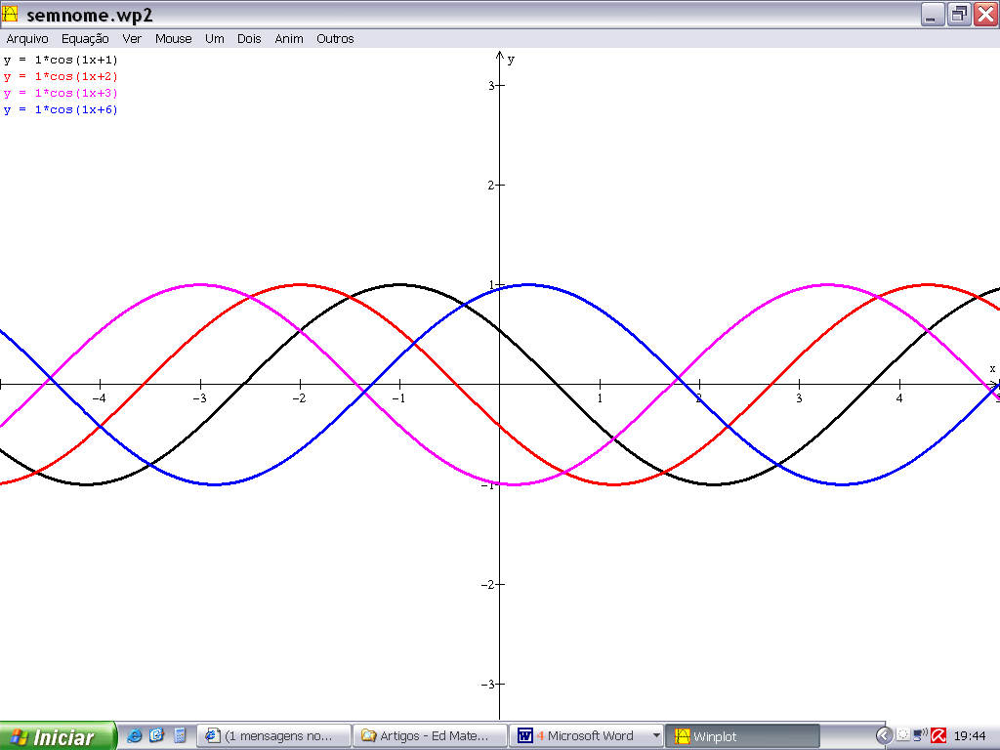 semnome.wp2
Arquivo Equação Ver Mouse Um Dois Anim Outros
y = 1*cos(1x+1)
y = 1*cos(1x+2)
y = 1*cos(1x+3)
y = 1*cos(1x+6)
y
3
2
1
x
-4 -3 -2 -1 1 2 3 4 5
-1
-2
-3
Iniciar (1 mensagens no... Artigos - Ed Mate... 4 Microsoft Word Winplot 19:44